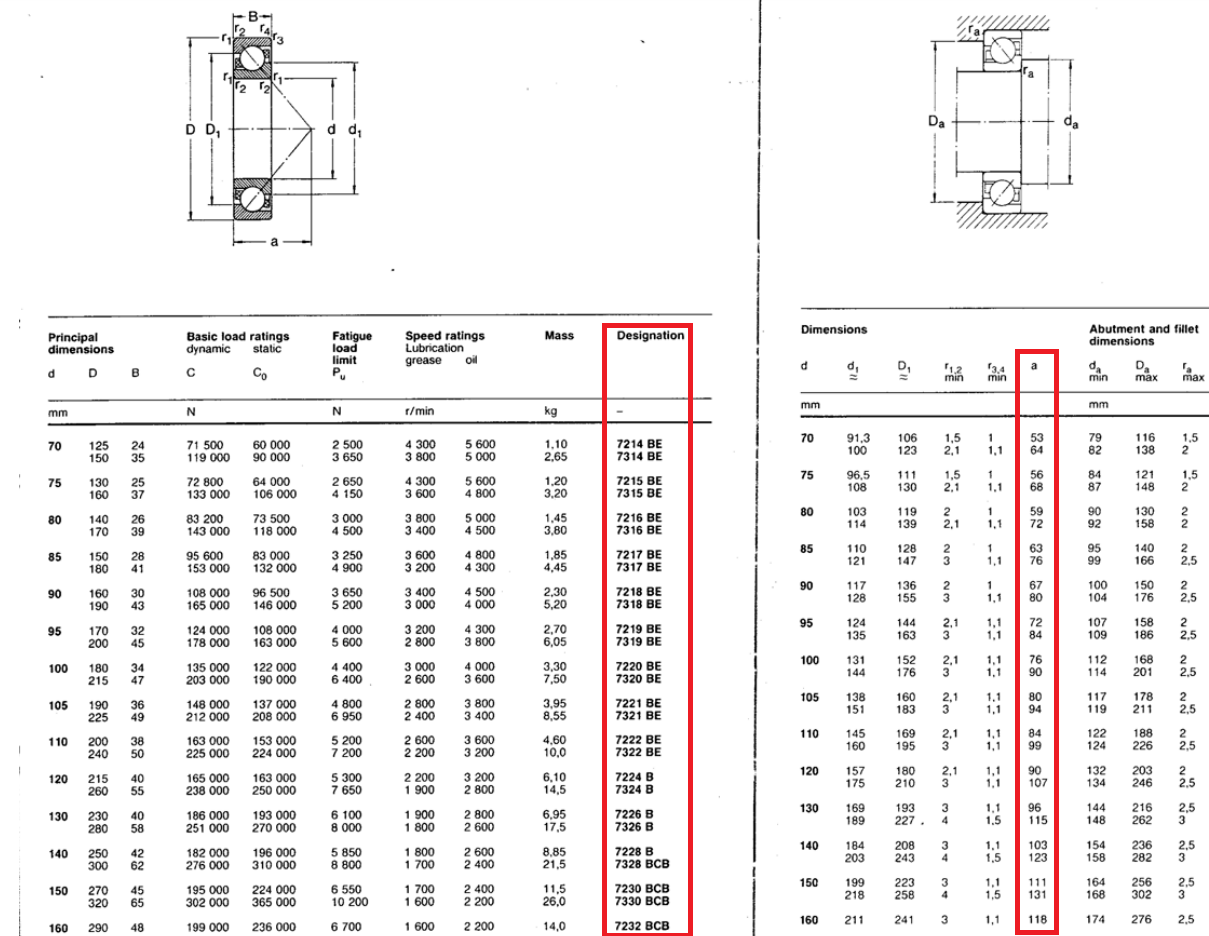 B
r2 r4
r1 r3
r1 r1
r2 r2
D D1 d d1
a
Principal dimensions Basic load ratings Fatigue load limit Speed ratings Mass Designation
dynamic static Lubrication
grease oil
d D B C C0 Pu
mm N N r/min kg –
70 125 24 71 500 60 000 2 500 4 300 5 600 1,10 7214 BE
150 35 119 000 90 000 3 650 3 800 5 000 2,65 7314 BE
75 130 25 72 800 64 000 2 650 4 300 5 600 1,20 7215 BE
160 37 133 000 106 000 4 150 3 600 4 800 3,20 7315 BE
80 140 26 83 200 73 500 3 000 3 800 5 000 1,45 7216 BE
170 39 143 000 118 000 4 500 3 400 4 500 3,80 7316 BE
85 150 28 95 600 83 000 3 250 3 600 4 800 1,85 7217 BE
180 41 153 000 132 000 4 900 3 200 4 300 4,45 7317 BE
90 160 30 108 000 96 500 3 650 3 400 4 500 2,30 7218 BE
190 43 165 000 146 000 5 200 3 000 4 000 5,20 7318 BE
95 170 32 124 000 108 000 4 000 3 200 4 300 2,70 7219 BE
200 45 178 000 163 000 5 600 2 800 3 800 6,05 7319 BE
100 180 34 135 000 122 000 4 400 3 000 4 000 3,30 7220 BE
215 47 203 000 190 000 6 400 2 600 3 600 7,50 7320 BE
105 190 36 148 000 137 000 4 800 2 800 3 800 3,95 7221 BE
225 49 212 000 208 000 6 950 2 400 3 400 8,55 7321 BE
110 200 38 163 000 153 000 5 200 2 600 3 600 4,60 7222 BE
240 50 225 000 224 000 7 200 2 200 3 200 10,0 7322 BE
120 215 40 165 000 163 000 5 300 2 200 3 200 6,10 7224 B
260 55 238 000 250 000 7 650 1 900 2 800 14,5 7324 B
130 230 40 186 000 193 000 6 100 1 900 2 800 6,95 7226 B
280 58 251 000 270 000 8 000 1 800 2 600 17,5 7326 B
140 250 42 182 000 196 000 5 850 1 800 2 600 8,85 7228 B
300 62 276 000 310 000 8 800 1 700 2 400 21,5 7328 BCB
150 270 45 195 000 224 000 6 550 1 700 2 400 11,5 7230 BCB
320 65 302 000 365 000 10 200 1 600 2 200 26,0 7330 BCB
160 290 48 199 000 236 000 6 700 1 600 2 200 14,0 7232 BCB
ra
ra
Da da
Dimensions Abutment and fillet dimensions
d d1 ≈ D1 ≈ r1,2 min r3,4 min a da min Da max ra max
mm mm
70 91,3 106 1,5 1 53 79 116 1,5
100 123 2,1 1,1 64 82 138 2
75 96,5 111 1,5 1 56 84 121 1,5
108 130 2,1 1,1 68 87 148 2
80 103 119 2 1 59 90 130 2
114 139 2,1 1,1 72 92 158 2
85 110 128 2 1 63 95 140 2
121 147 3 1,1 76 99 166 2,5
90 117 136 2 1 67 100 150 2
128 155 3 1,1 80 104 176 2,5
95 124 144 2,1 1,1 72 107 158 2
135 163 3 1,1 84 109 186 2,5
100 131 152 2,1 1,1 76 112 168 2
144 176 3 1,1 90 114 201 2,5
105 138 160 2,1 1,1 80 117 178 2
151 183 3 1,1 94 119 211 2,5
110 145 169 2,1 1,1 84 122 188 2
160 195 3 1,1 99 124 226 2,5
120 157 180 2,1 1,1 90 132 203 2
175 210 3 1,1 107 134 246 2,5
130 169 193 3 1,1 96 144 216 2,5
189 227 4 1,5 115 148 262 3
140 184 208 3 1,1 103 154 236 2,5
203 243 4 1,5 123 158 282 3
150 199 223 3 1,1 111 164 256 2,5
218 258 4 1,5 131 168 302 3
160 211 241 3 1,1 118 174 276 2,5